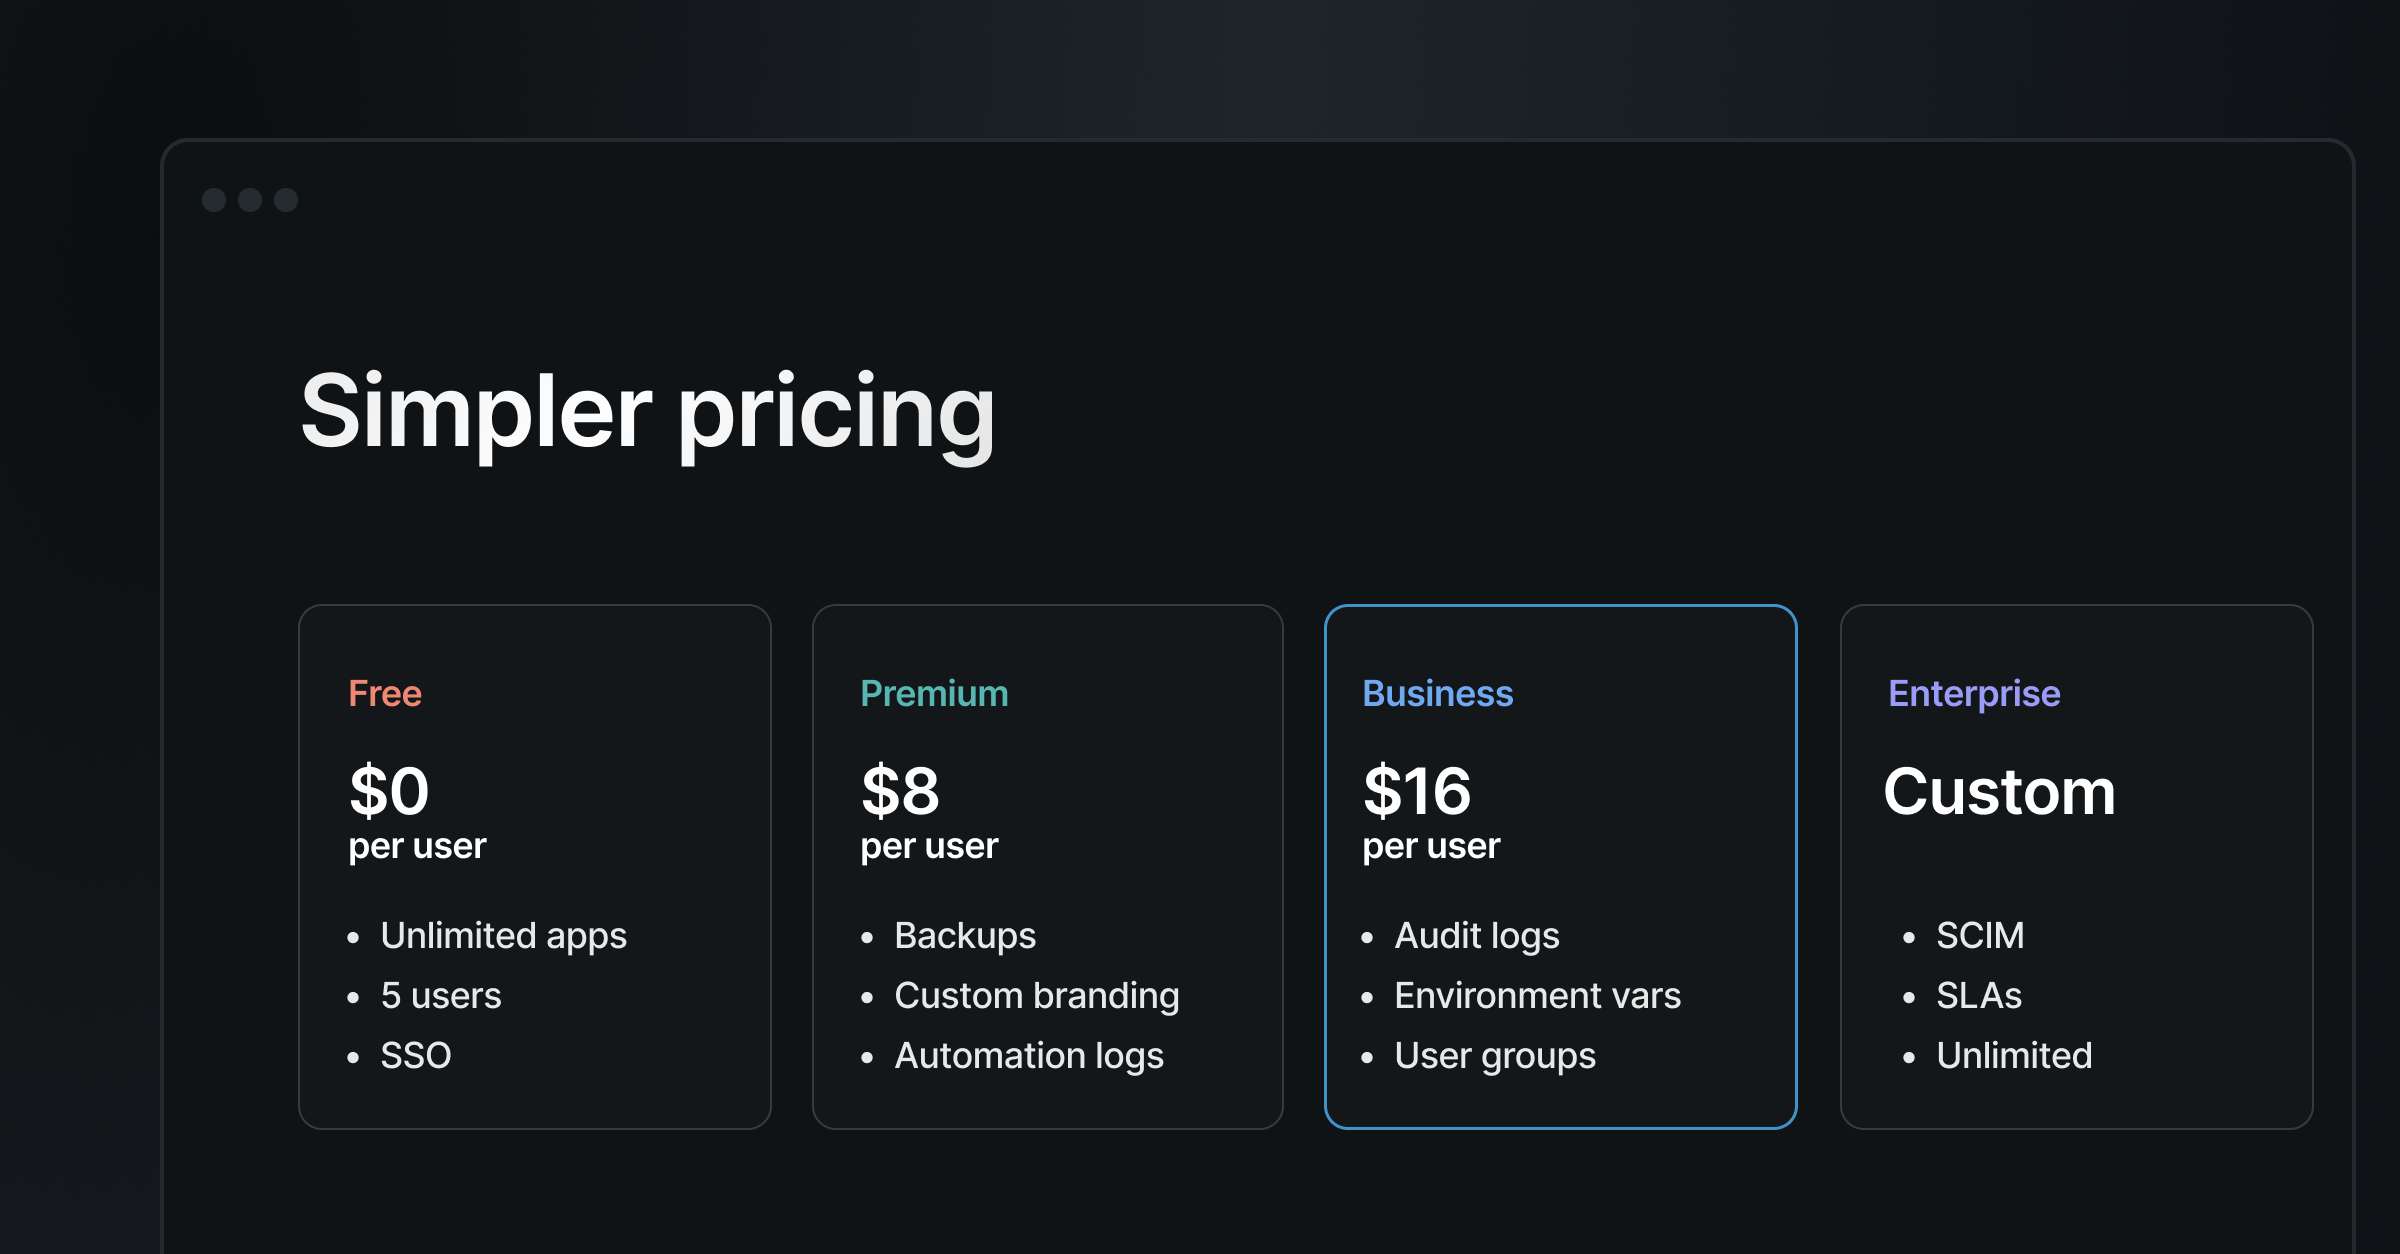 Simpler pricing
Free
$0
per user
• Unlimited apps
• 5 users
• SSO
Premium
$8
per user
• Backups
• Custom branding
• Automation logs
Business
$16
per user
• Audit logs
• Environment vars
• User groups
Enterprise
Custom
• SCIM
• SLAs
• Unlimited